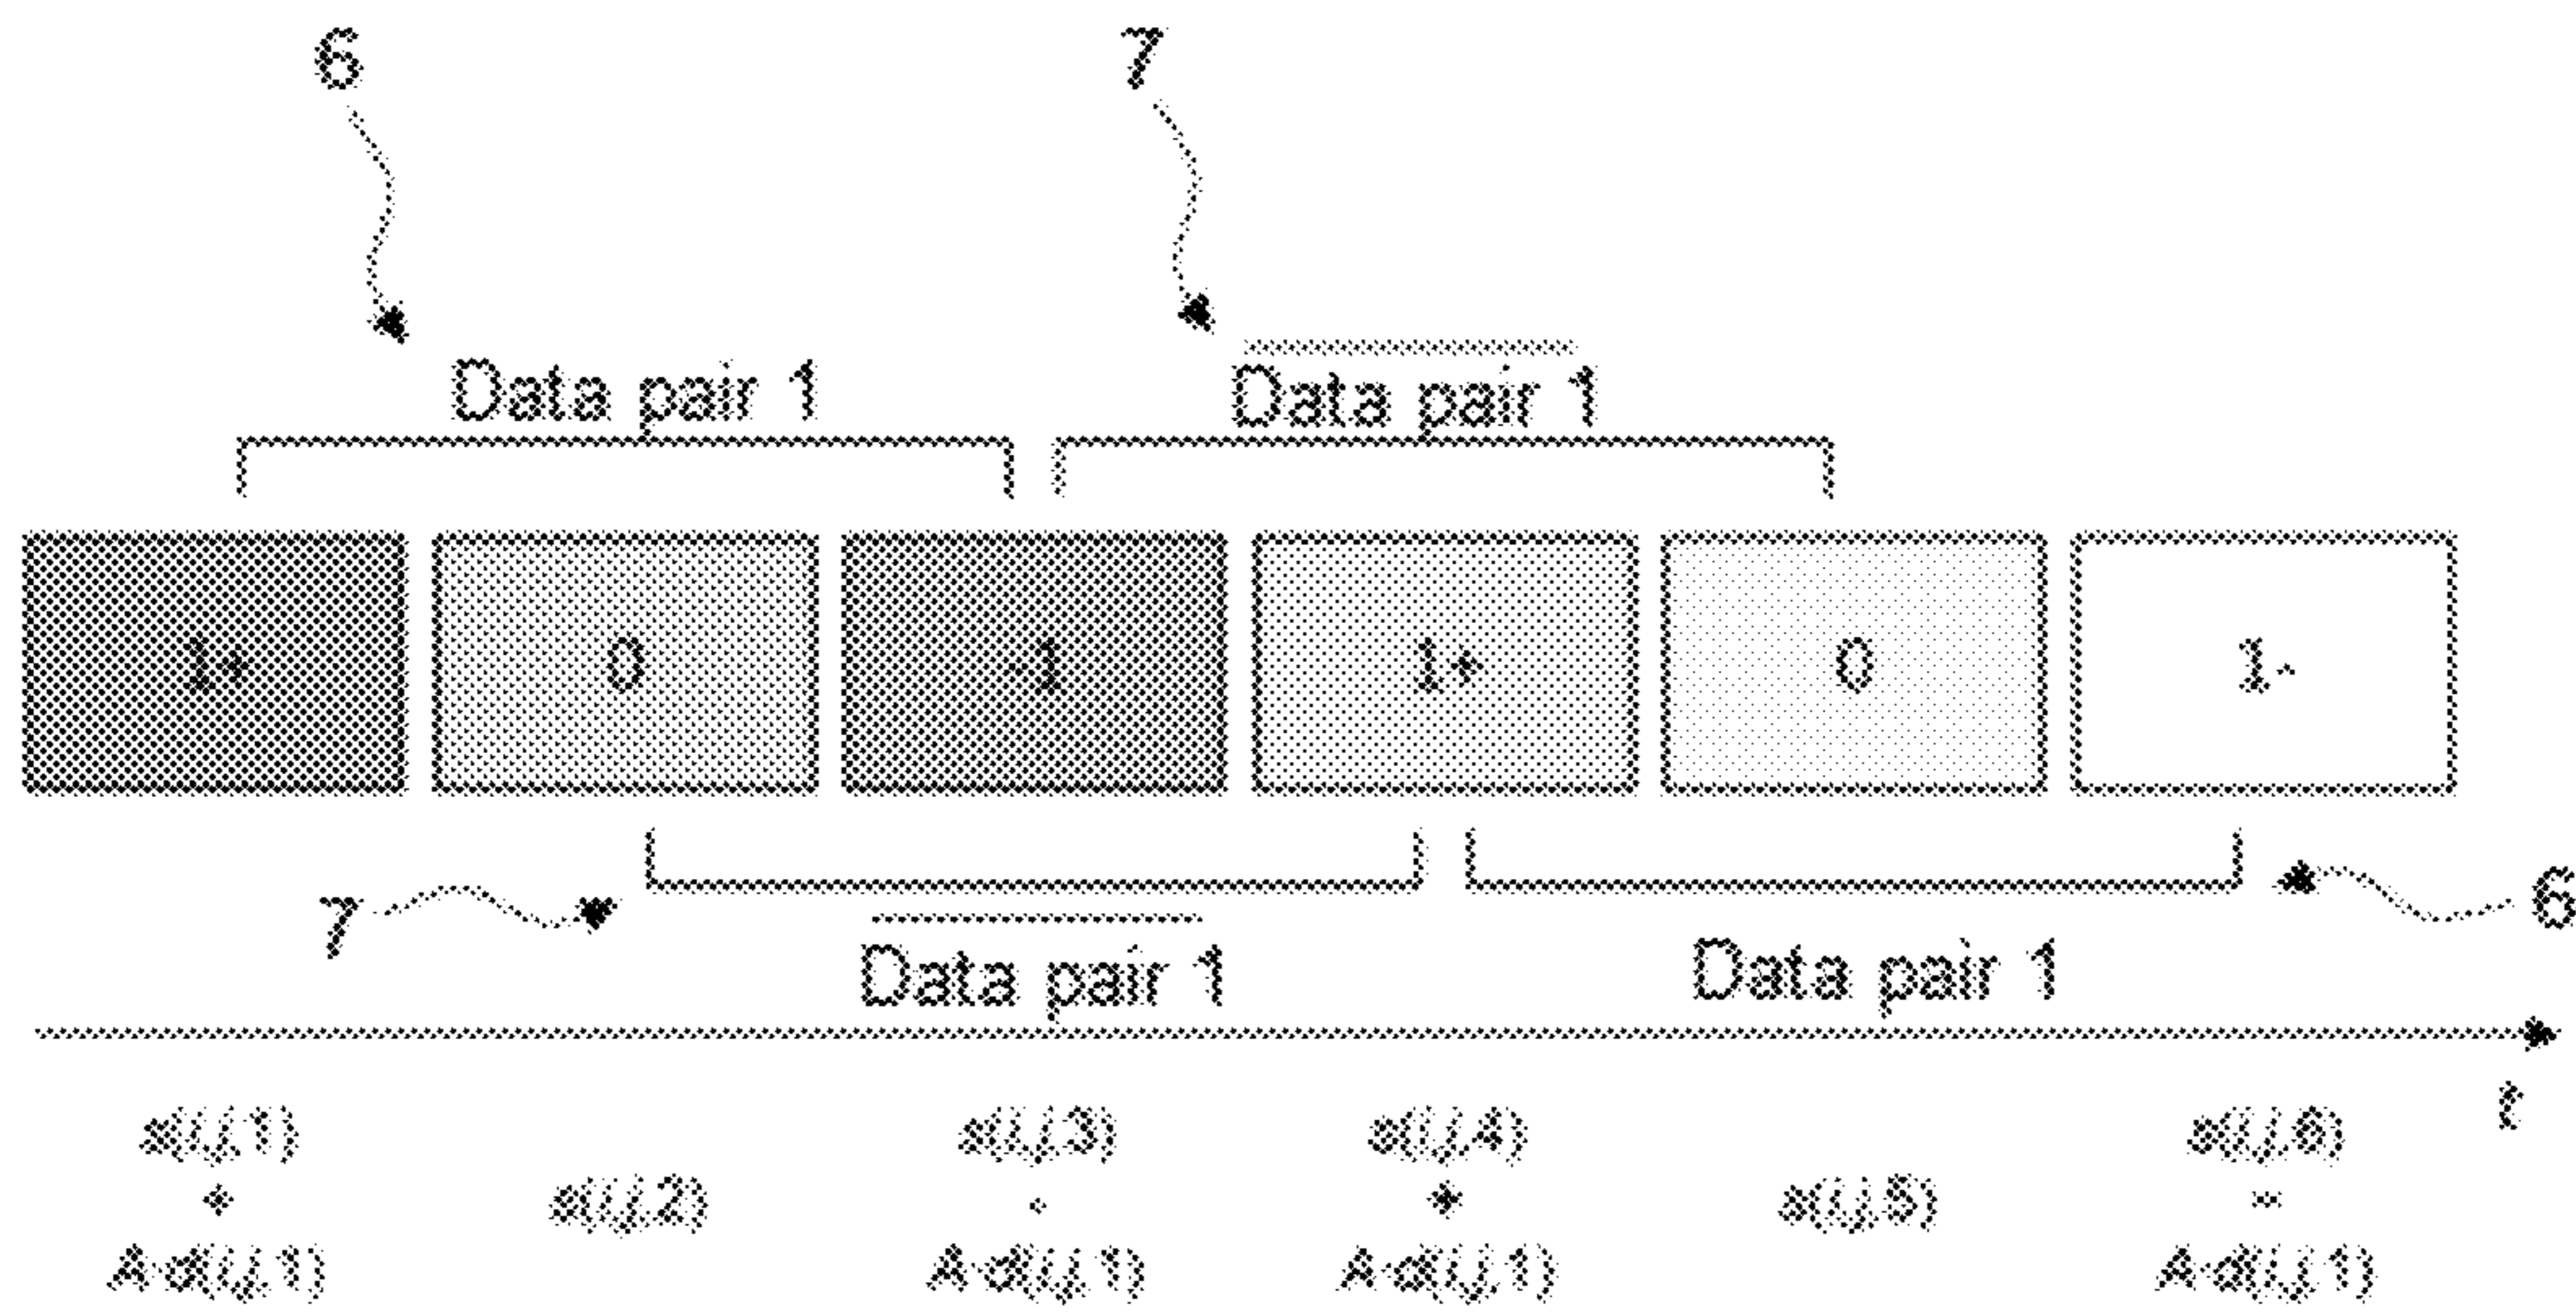 6 7
Data pair 1 Data pair 1
1+ 0 -1 1+ 0 1-
7 6
Data pair 1 Data pair 1
t
s(i,j,1) s(i,j,3) s(i,j,4) s(i,j,6)
+ s(i,j,2) - + s(i,j,5) -
A·d(i,j,1) A·d(i,j,1) A·d(i,j,1) A·d(i,j,1)